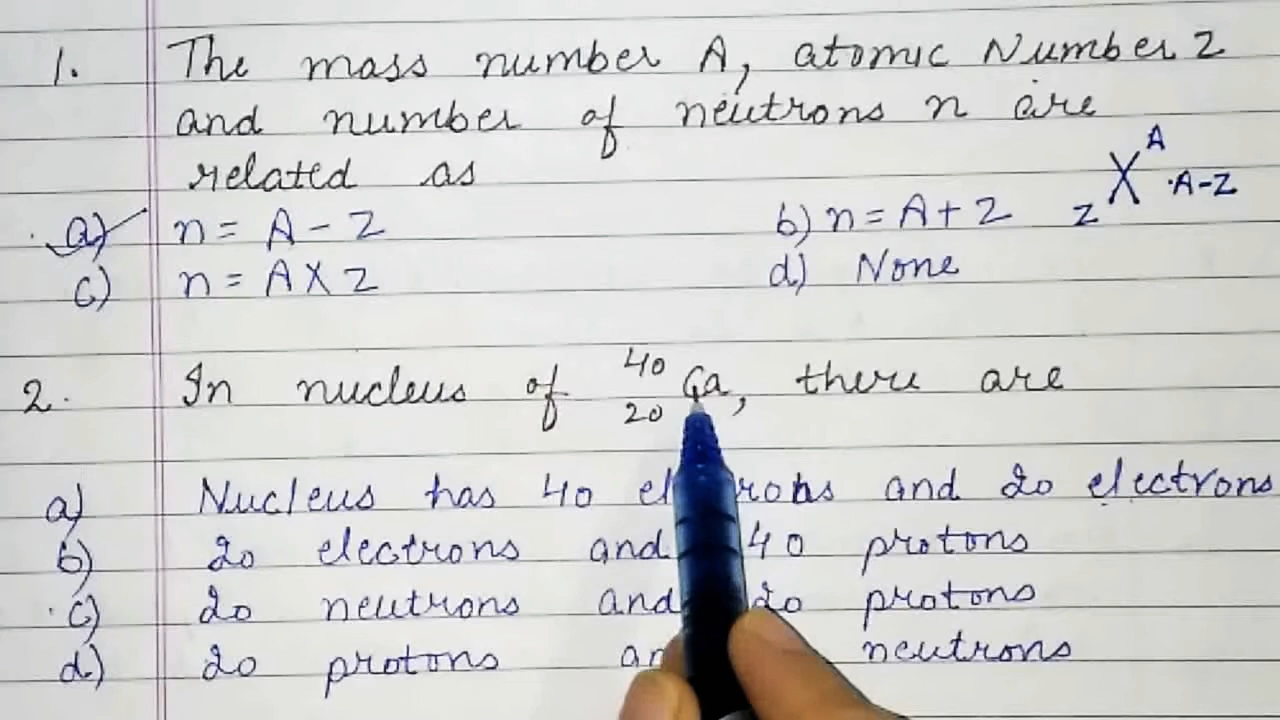 1. The mass number A, atomic Number Z
and number of neutrons n are
related as
X A Z .A-Z
a) n = A - Z b) n = A + Z
c) n = A X Z d) None
2. In nucleus of 40 20 Ca, there are
a) Nucleus has 40 and 20 electrons
b) 20 electrons and 40 protons
c) 20 neutrons and 20 protons
d) 20 protons neutrons